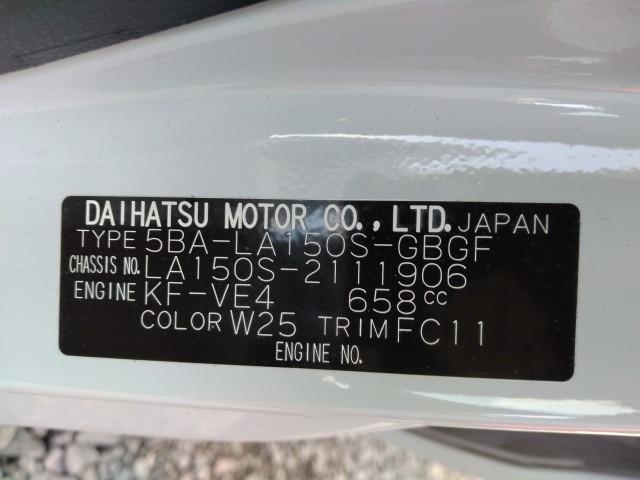 DAIHATSU MOTOR CO., LTD. JAPAN
TYPE 5BA-LA150S-GBGF
CHASSIS NO. LA150S-2111906
ENGINE KF-VE4 658cc
COLOR W25 TRIM FC11
ENGINE NO.